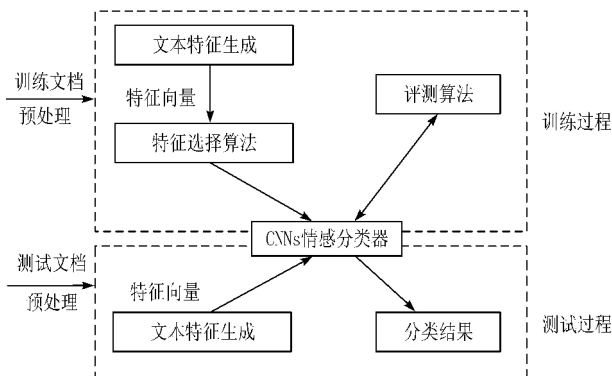 文本特征生成
训练文档
预处理
特征向量
特征选择算法
评测算法
训练过程
CNNs情感分类器
测试文档
预处理
特征向量
文本特征生成
分类结果
测试过程